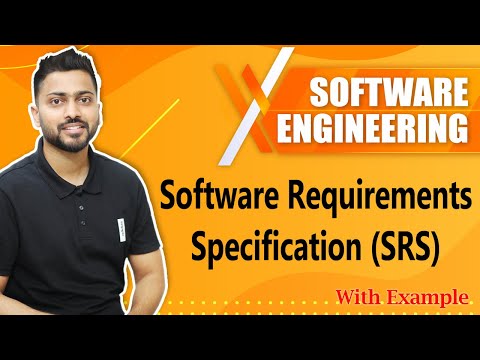 SOFTWARE
ENGINEERING
Software Requirements
Specification (SRS)
With Example